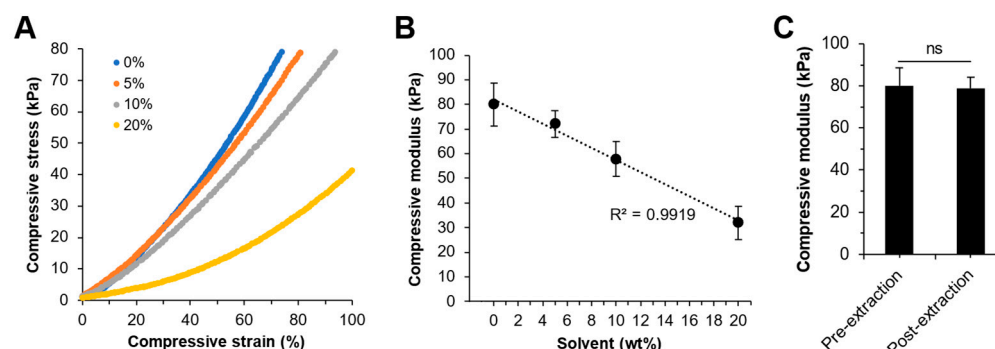 A
Compressive stress (kPa)
80
70
60
50
40
30
20
10
0
0%
5%
10%
20%
0 20 40 60 80 100
Compressive strain (%)
B
Compressive modulus (kPa)
100
90
80
70
60
50
40
30
20
10
0
R² = 0.9919
0 2 4 6 8 10 12 14 16 18 20
Solvent (wt%)
C
Compressive modulus (kPa)
100
80
60
40
20
0
ns
Pre-extraction
Post-extraction